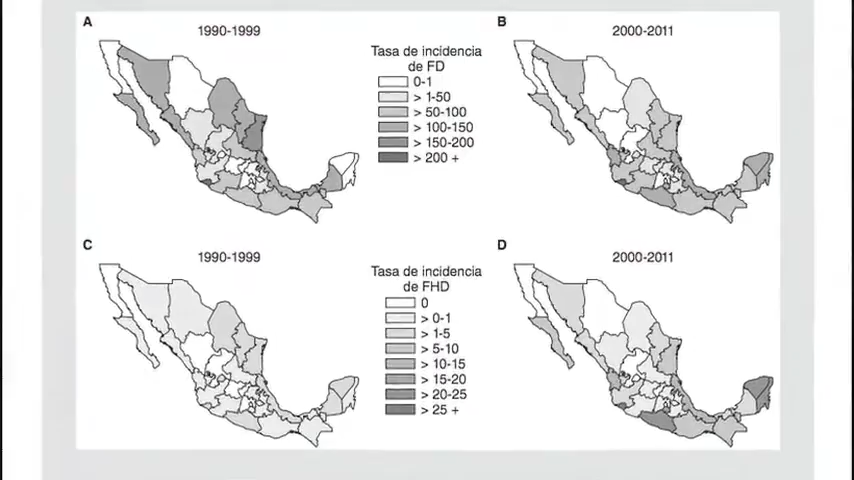 A
1990-1999
Tasa de incidencia
de FD
0-1
> 1-50
> 50-100
> 100-150
> 150-200
> 200 +
B
2000-2011
C
1990-1999
Tasa de incidencia
de FHD
0
> 0-1
> 1-5
> 5-10
> 10-15
> 15-20
> 20-25
> 25 +
D
2000-2011